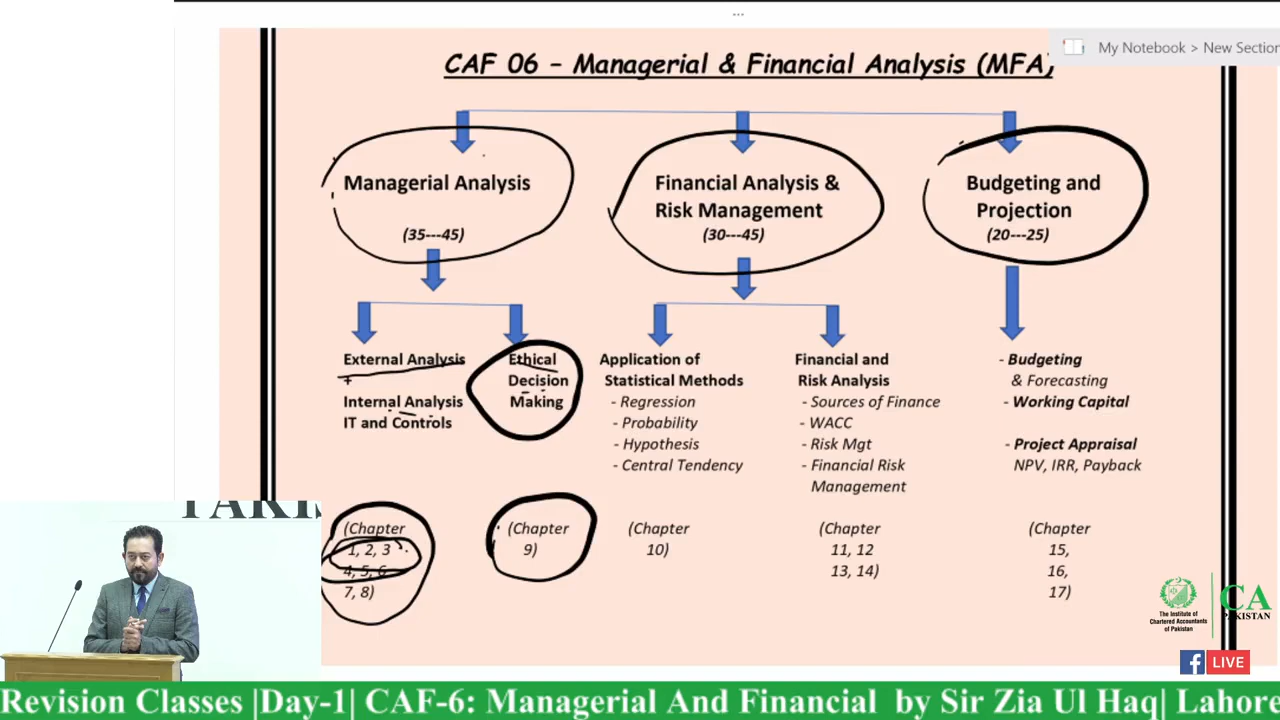 ...
My Notebook > New Section
CAF 06 – Managerial & Financial Analysis (MFA)
Managerial Analysis
(35---45)
Financial Analysis &
Risk Management
(30---45)
Budgeting and
Projection
(20---25)
External Analysis
+
Internal Analysis
IT and Controls
Ethical
Decision
Making
Application of
Statistical Methods
- Regression
- Probability
- Hypothesis
- Central Tendency
Financial and
Risk Analysis
- Sources of Finance
- WACC
- Risk Mgt
- Financial Risk
Management
- Budgeting
& Forecasting
- Working Capital
- Project Appraisal
NPV, IRR, Payback
(Chapter
1, 2, 3
4, 5, 6
7, 8)
(Chapter
9)
(Chapter
10)
(Chapter
11, 12
13, 14)
(Chapter
15,
16,
17)
The Institute of
Chartered Accountants
of Pakistan
CA
PAKISTAN
LIVE
Revision Classes |Day-1| CAF-6: Managerial And Financial by Sir Zia Ul Haq| Lahore